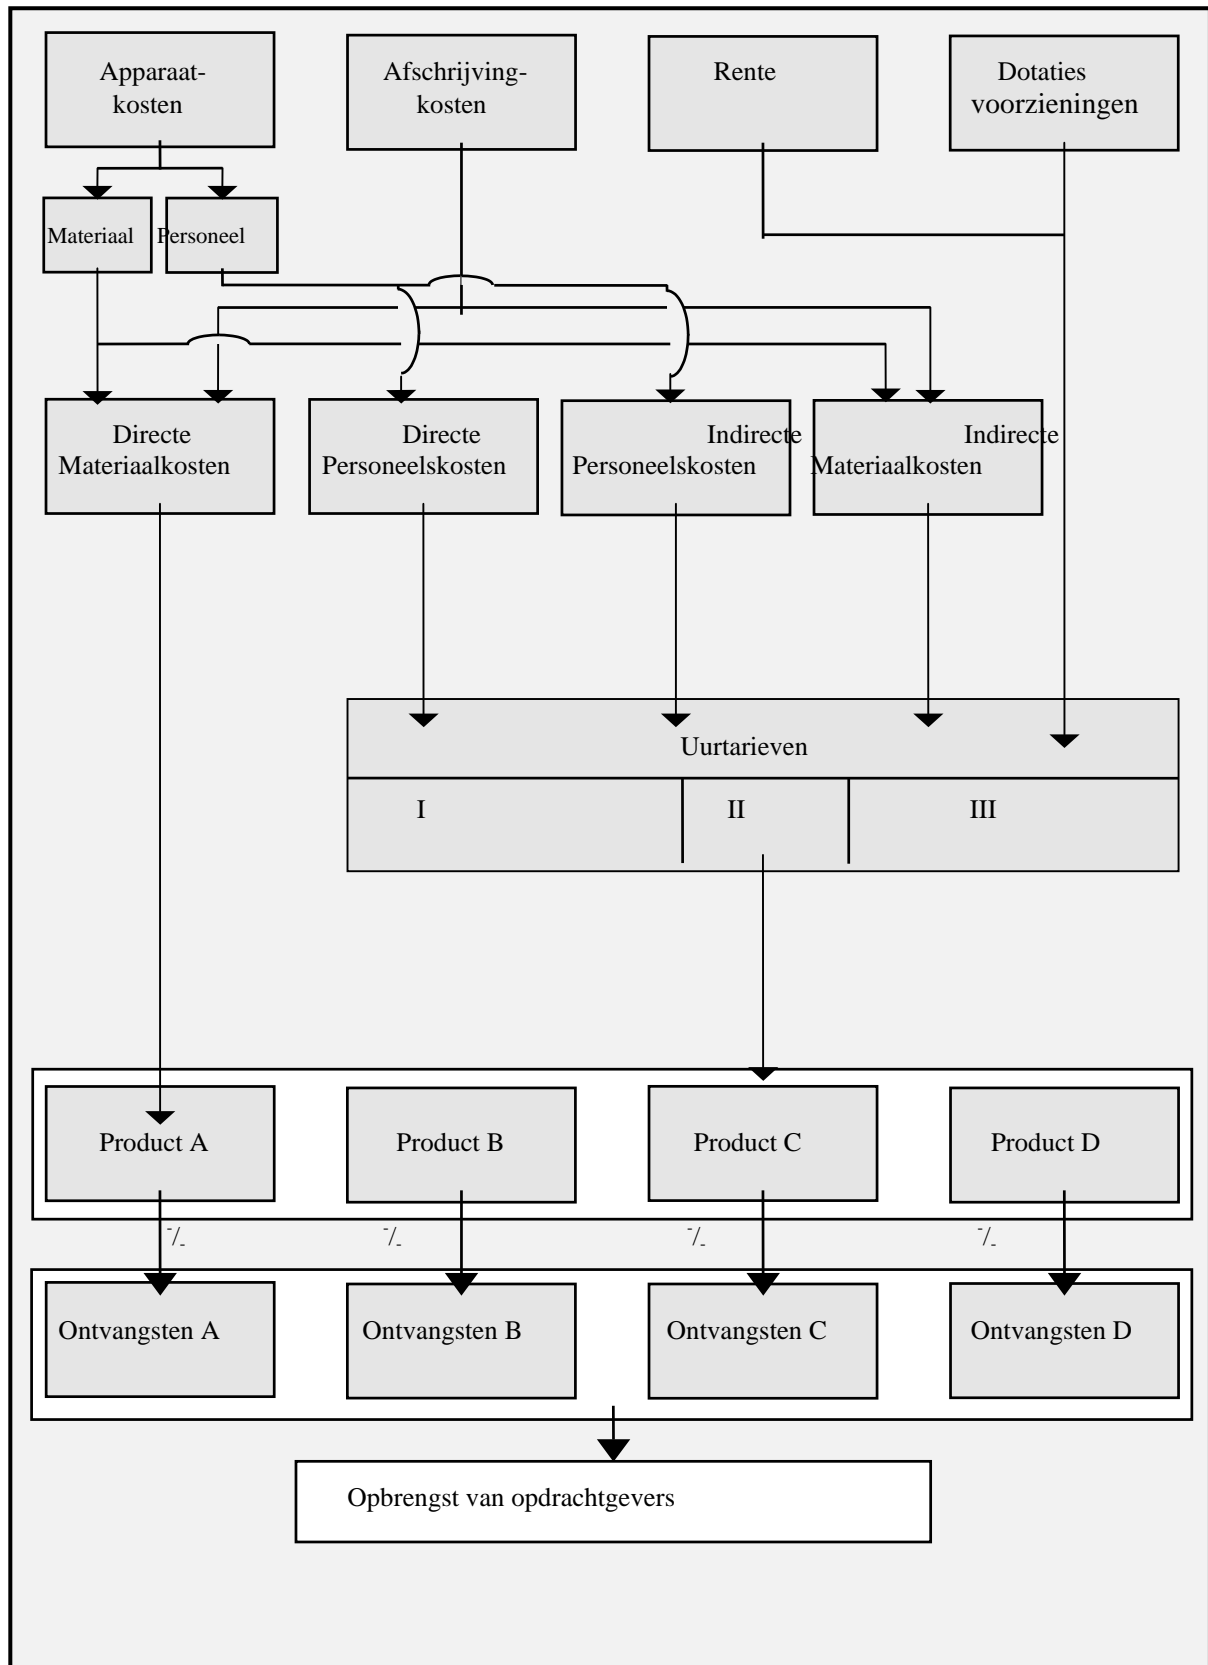 Apparaat-
kosten
Afschrijving-
kosten
Rente
Dotaties
voorzieningen
Materiaal
Personeel
Directe
Materiaalkosten
Directe
Personeelskosten
Indirecte
Personeelskosten
Indirecte
Materiaalkosten
Uurtarieven
I
II
III
Product A
Product B
Product C
Product D
-/-
-/-
-/-
-/-
Ontvangsten A
Ontvangsten B
Ontvangsten C
Ontvangsten D
Opbrengst van opdrachtgevers